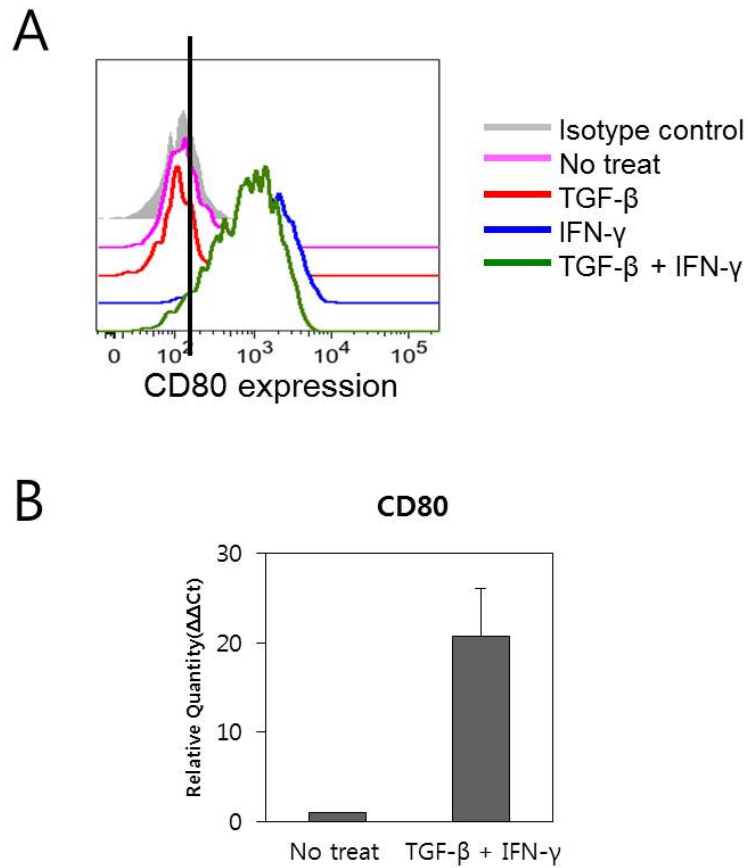 A
Isotype control
No treat
TGF-β
IFN-γ
TGF-β + IFN-γ
0 10² 10³ 10⁴ 10⁵
CD80 expression
B
CD80
Relative Quantity(ΔΔCt)
30
20
10
0
No treat TGF-β + IFN-γ